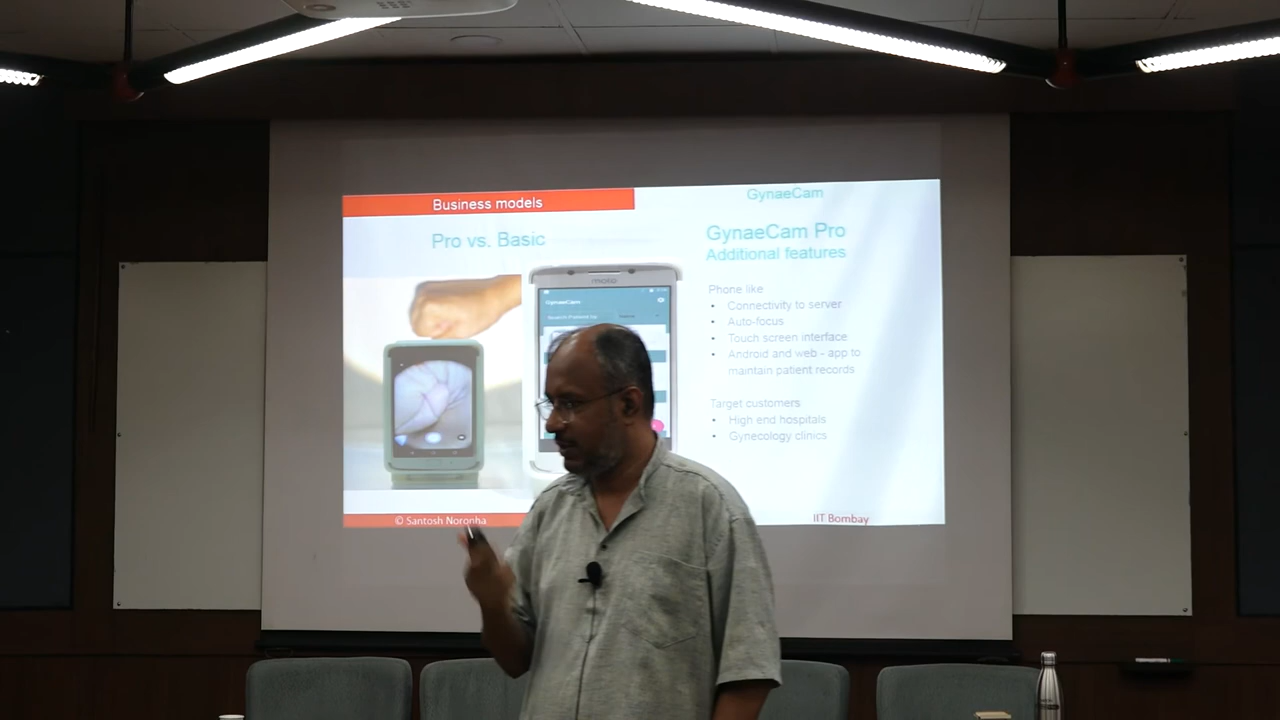 Business models
GynaeCam
Pro vs. Basic
GynaeCam Pro
Additional features
moto
GynaeCam
Phone like
• Connectivity to server
• Auto-focus
• Touch screen interface
• Android and web - app to
maintain patient records
Target customers
• High end hospitals
• Gynecology clinics
© Santosh Noronha
IIT Bombay